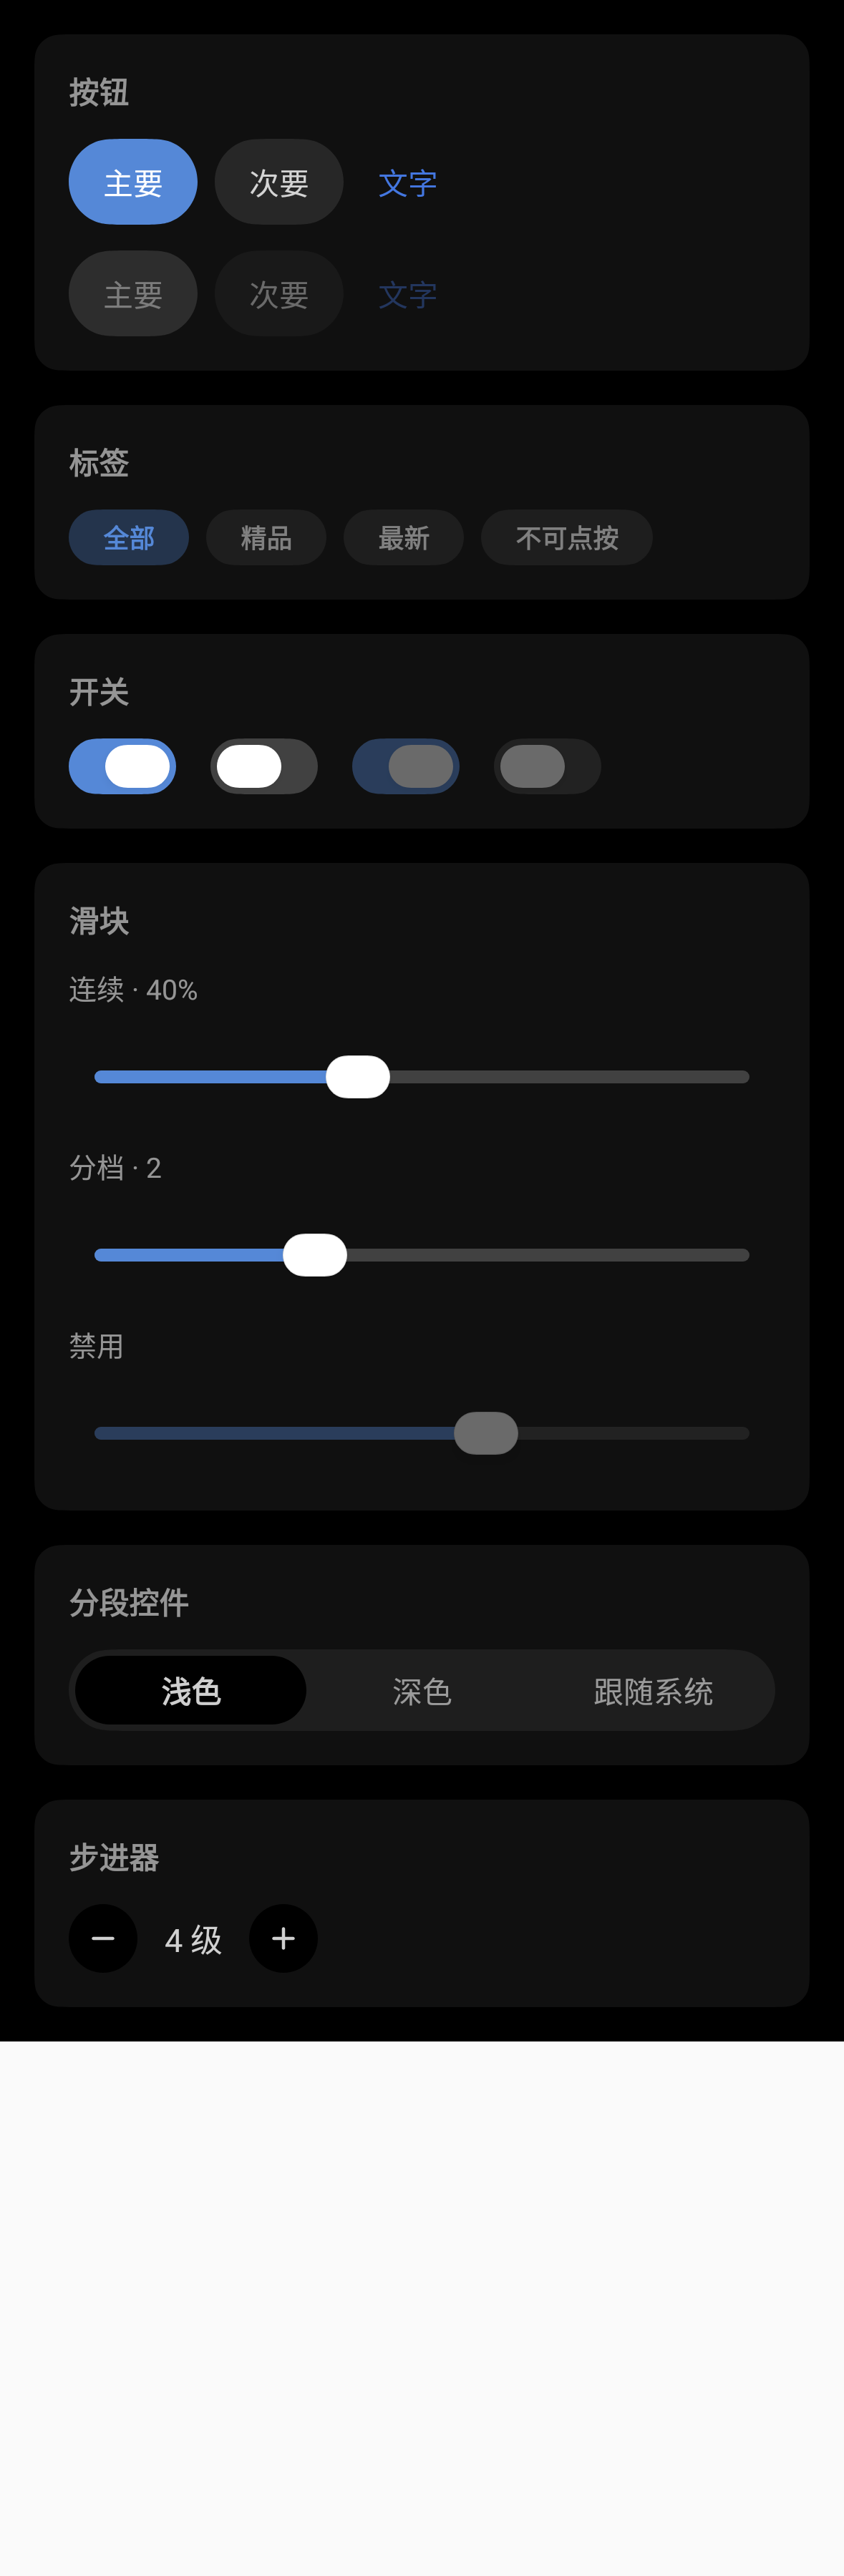 按钮
主要 次要 文字
主要 次要 文字
标签
全部 精品 最新 不可点按
开关
滑块
连续 · 40%
分档 · 2
禁用
分段控件
浅色 深色 跟随系统
步进器
− 4 级 +